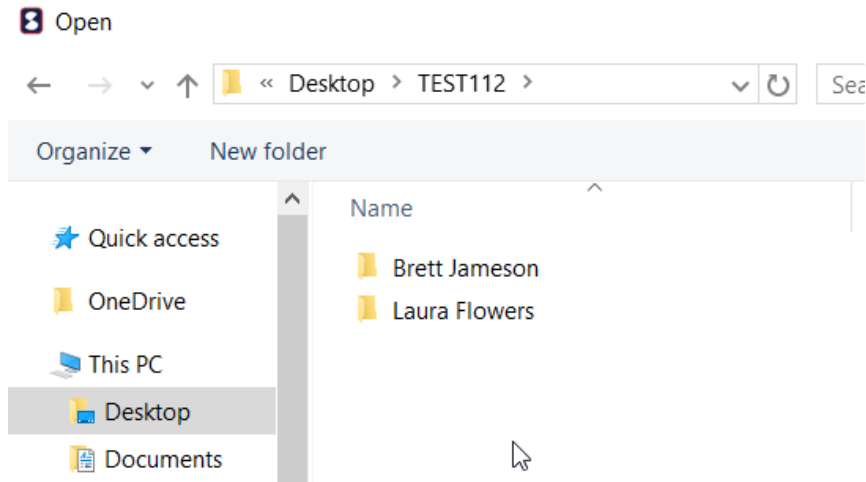 Open
« Desktop > TEST112 >
Sea
Organize New folder
Name
Quick access
OneDrive
This PC
Desktop
Documents
Brett Jameson
Laura Flowers